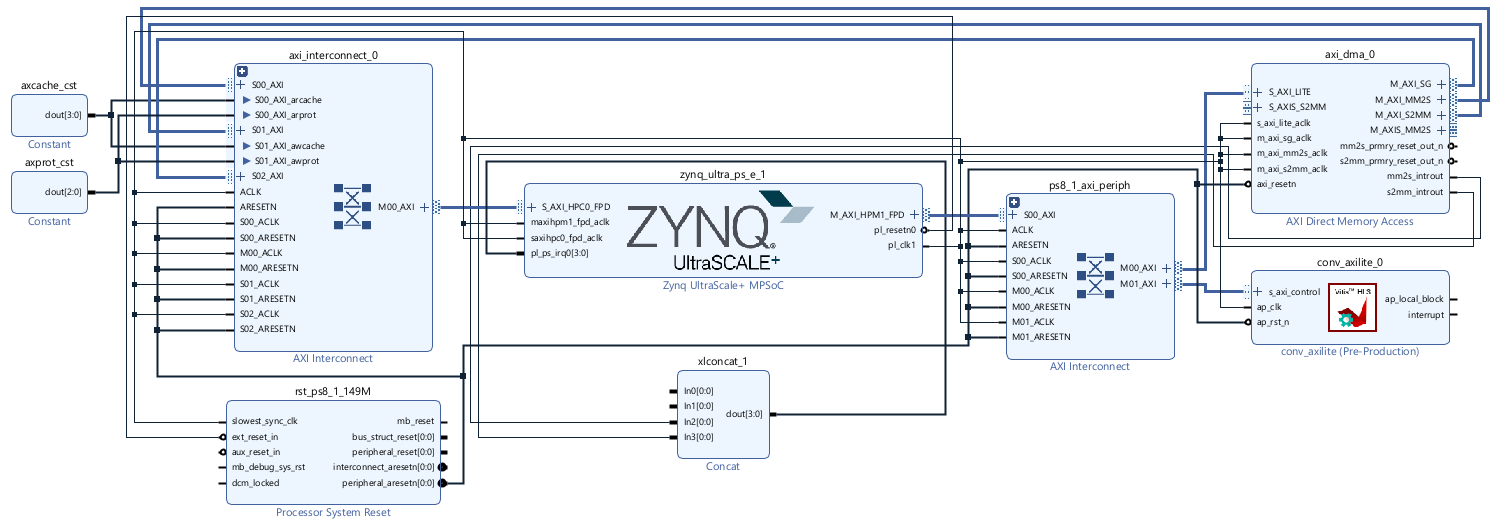 axcache_cst
dout[3:0]
Constant
axprot_cst
dout[2:0]
Constant
axi_interconnect_0
S00_AXI
S00_AXI_arcache
S00_AXI_arprot
S01_AXI
S01_AXI_awcache
S01_AXI_awprot
S02_AXI
ACLK
ARESETN
S00_ACLK
S00_ARESETN
M00_ACLK
M00_ARESETN
S01_ACLK
S01_ARESETN
S02_ACLK
S02_ARESETN
M00_AXI
AXI Interconnect
rst_ps8_1_149M
slowest_sync_clk
ext_reset_in
aux_reset_in
mb_debug_sys_rst
dcm_locked
mb_reset
bus_struct_reset[0:0]
peripheral_reset[0:0]
interconnect_aresetn[0:0]
peripheral_aresetn[0:0]
Processor System Reset
zynq_ultra_ps_e_1
S_AXI_HPC0_FPD
maxihpm1_fpd_aclk
saxihpc0_fpd_aclk
pl_ps_irq0[3:0]
ZYNQ
UltraSCALE+
M_AXI_HPM1_FPD
pl_resetn0
pl_clk1
Zynq UltraScale+ MPSoC
xlconcat_1
In0[0:0]
In1[0:0]
In2[0:0]
In3[0:0]
dout[3:0]
Concat
ps8_1_axi_periph
S00_AXI
ACLK
ARESETN
S00_ACLK
S00_ARESETN
M00_ACLK
M00_ARESETN
M01_ACLK
M01_ARESETN
M00_AXI
M01_AXI
AXI Interconnect
axi_dma_0
S_AXI_LITE
S_AXIS_S2MM
s_axi_lite_aclk
m_axi_sg_aclk
m_axi_mm2s_aclk
m_axi_s2mm_aclk
axi_resetn
M_AXI_SG
M_AXI_MM2S
M_AXI_S2MM
M_AXIS_MM2S
mm2s_prmry_reset_out_n
s2mm_prmry_reset_out_n
mm2s_introut
s2mm_introut
AXI Direct Memory Access
conv_axilite_0
s_axi_control
ap_clk
ap_rst_n
Vitis™ HLS
ap_local_block
interrupt
conv_axilite (Pre-Production)